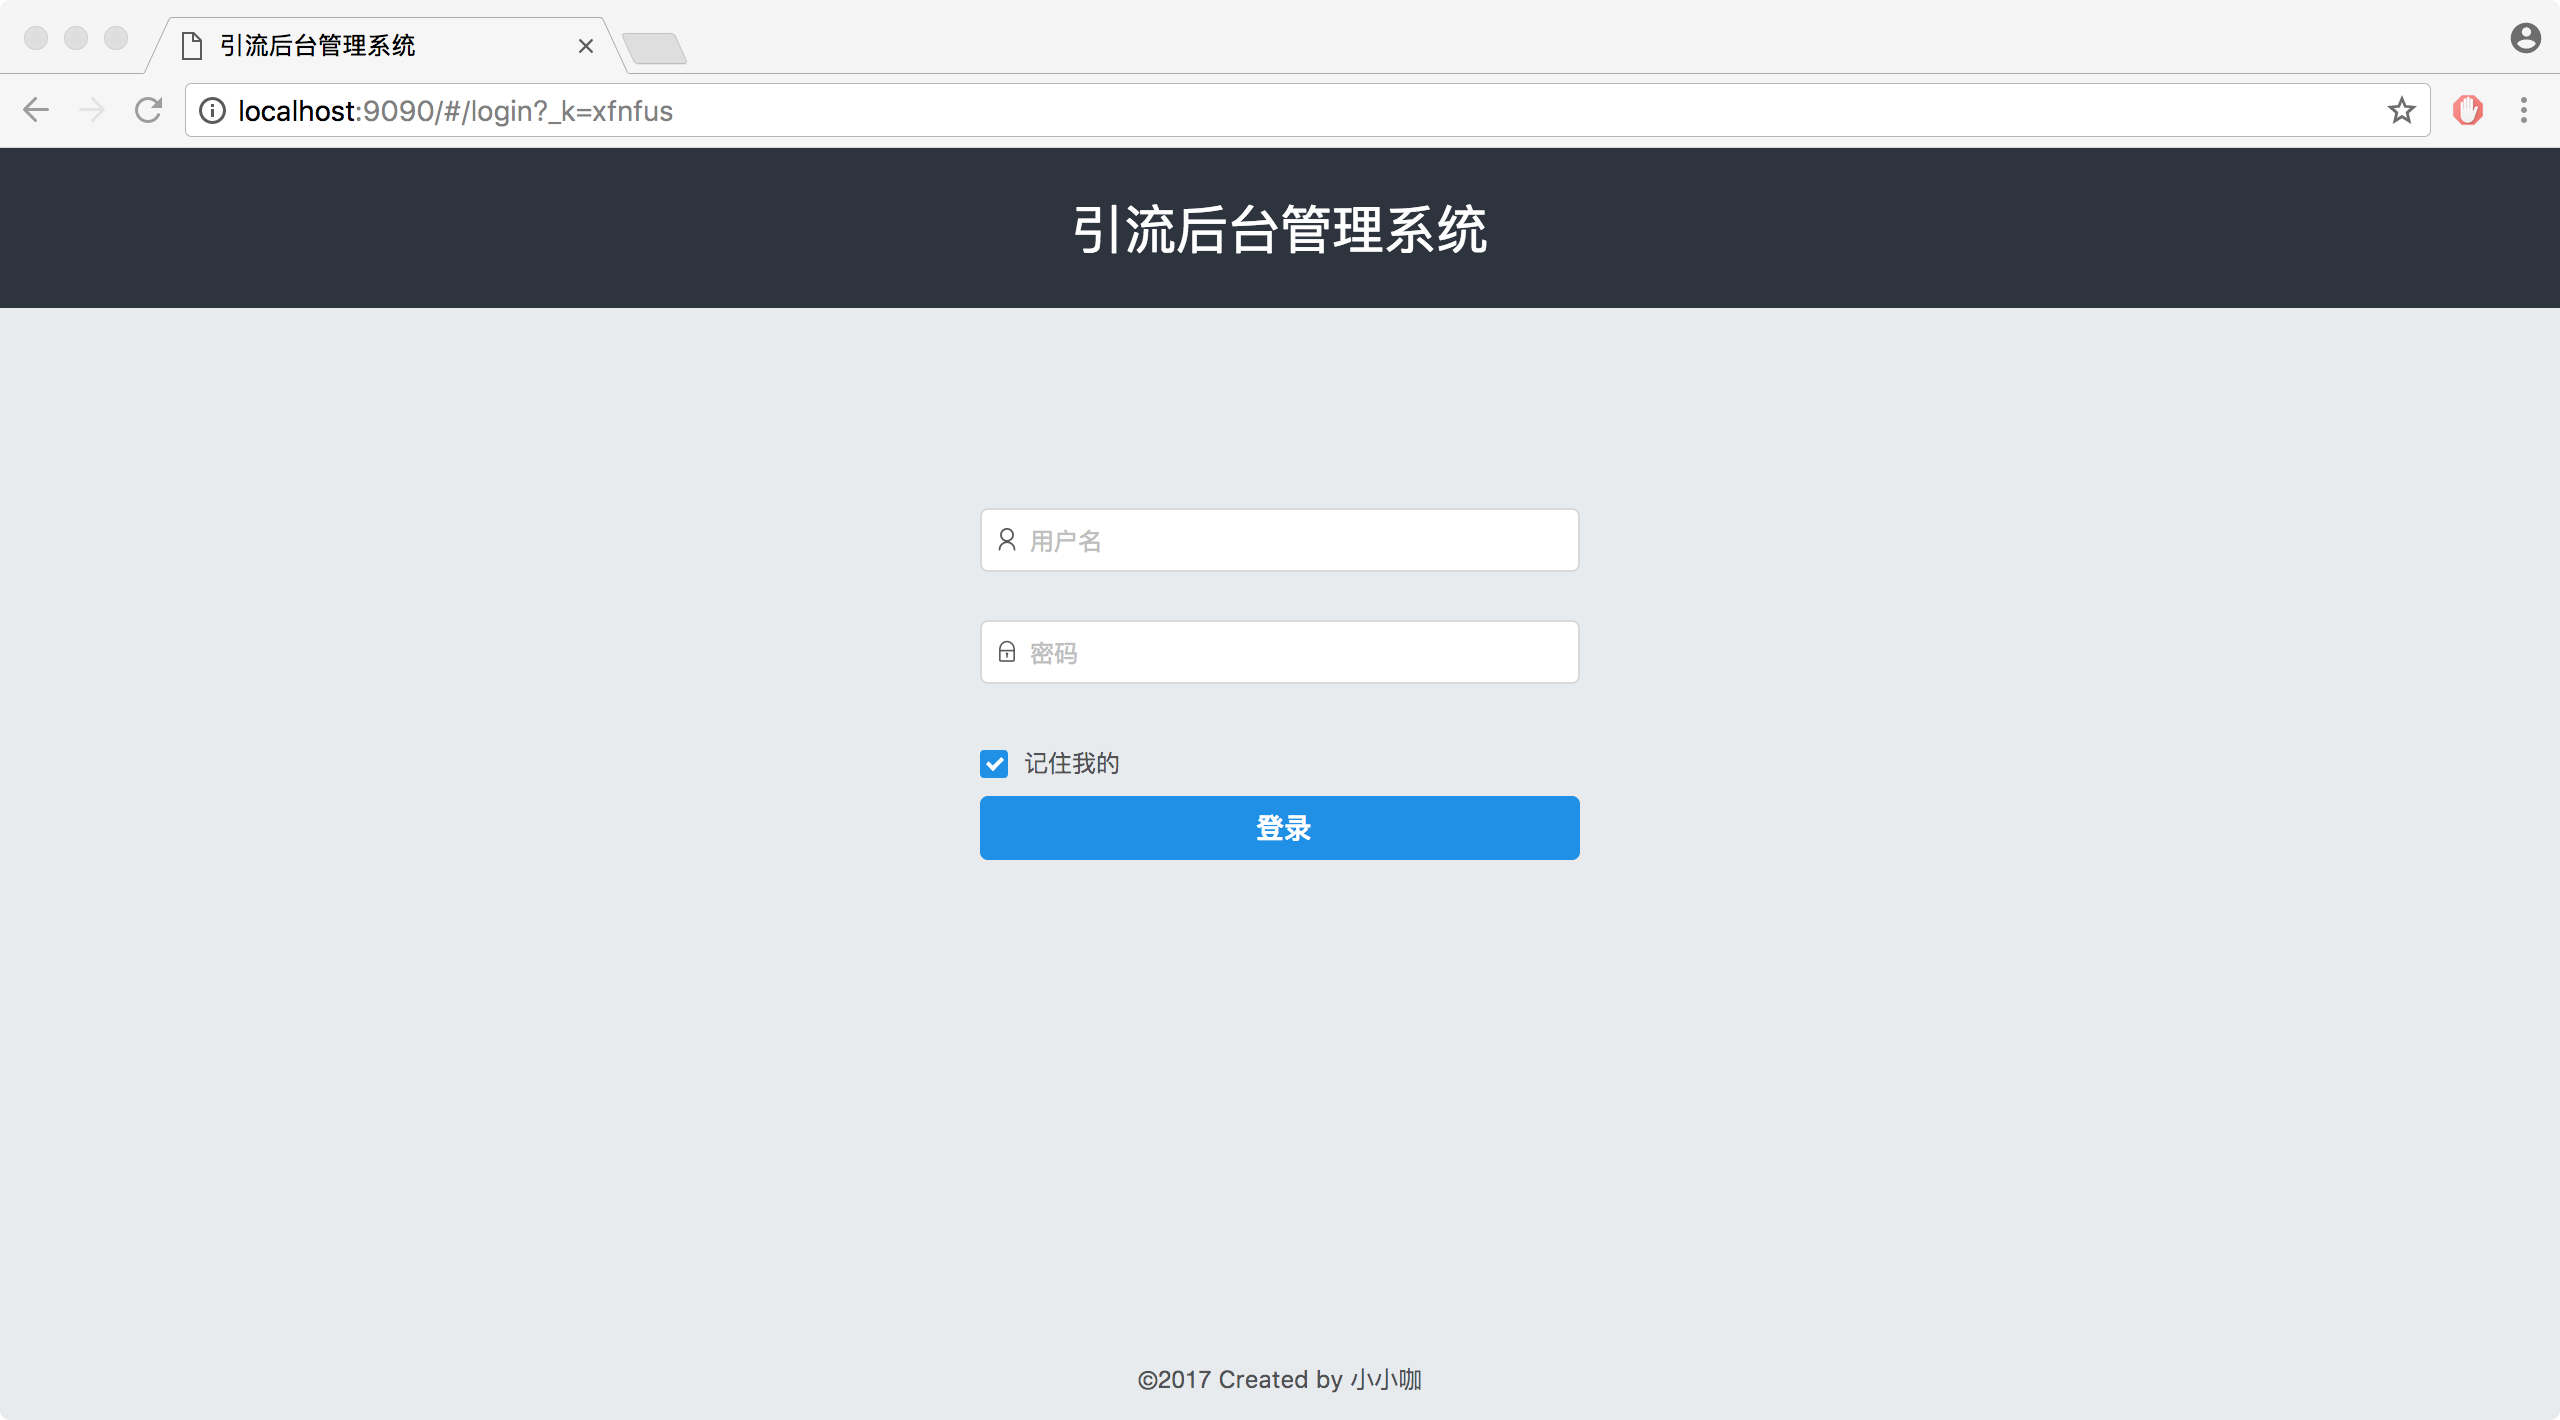 引流后台管理系统
localhost:9090/#/login?_k=xfnfus
引流后台管理系统
用户名
密码
记住我的
登录
©2017 Created by 小小咖